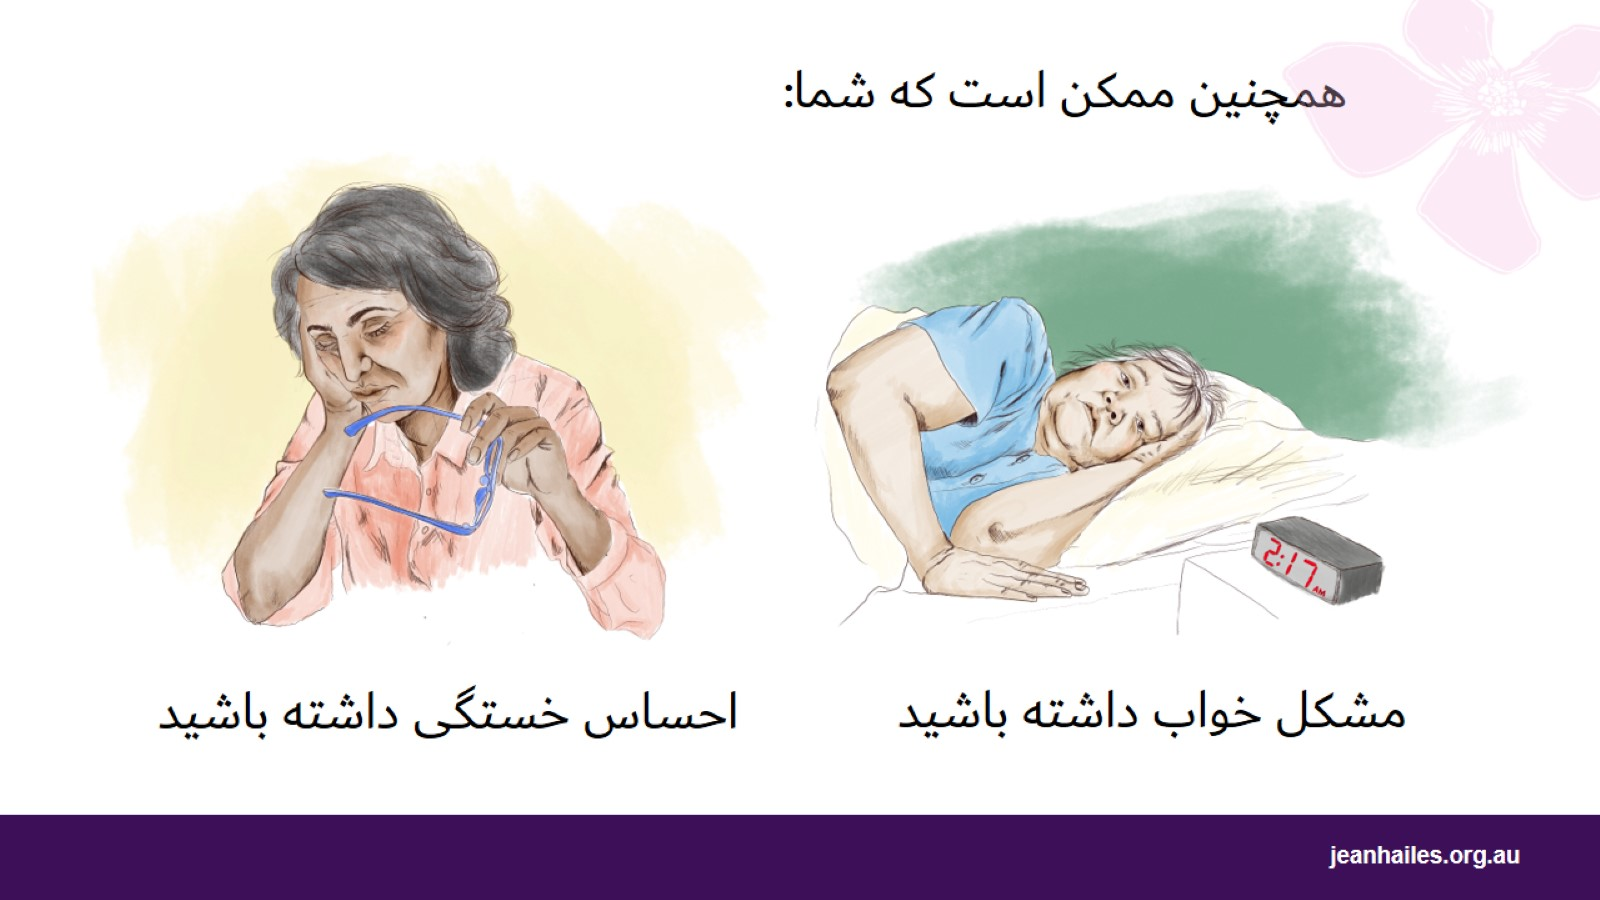 همچنین ممکن است که شما:
مشکل خواب داشته باشید
احساس خستگی داشته باشید
2:17 AM
jeanhailes.org.au